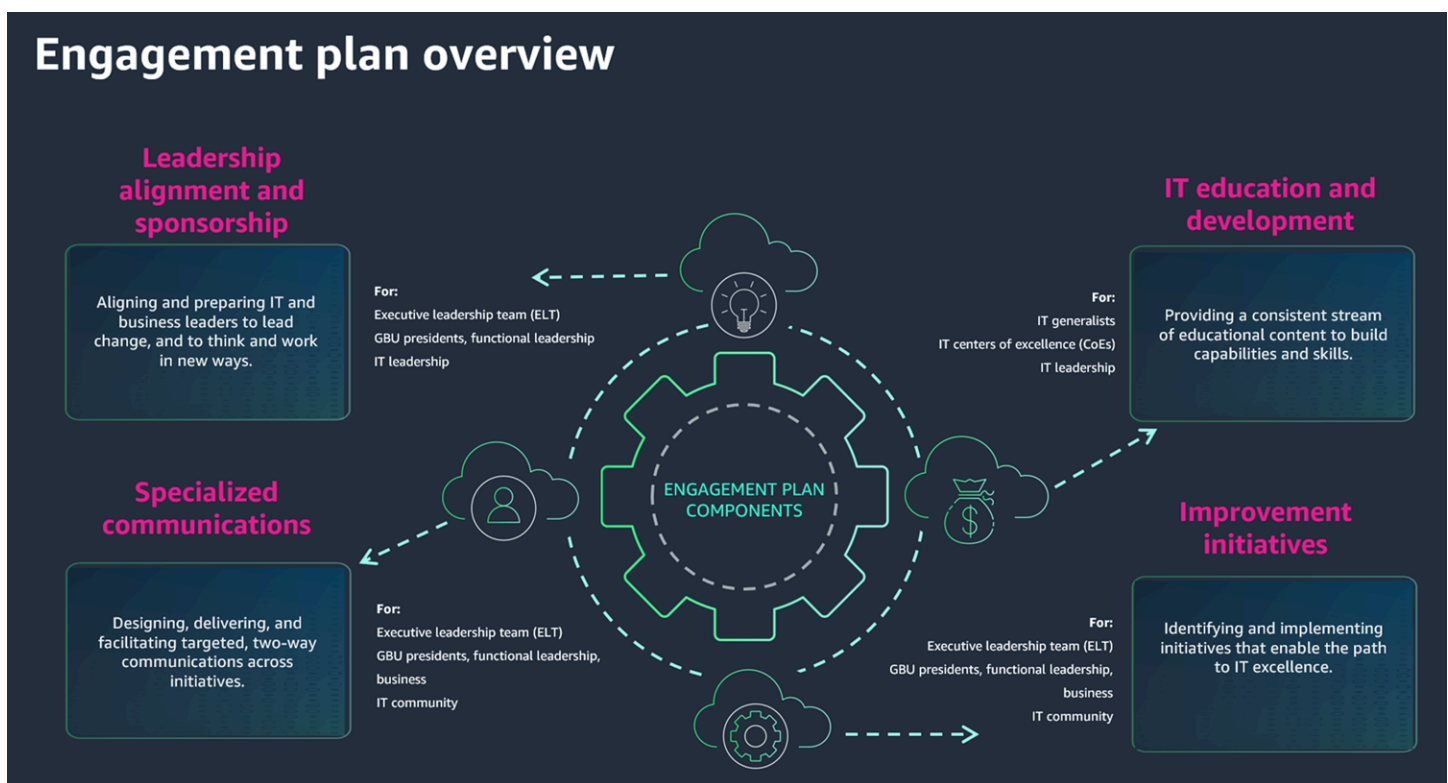 Engagement plan overview
Leadership
alignment and
sponsorship
Aligning and preparing IT and
business leaders to lead
change, and to think and work
in new ways.
For:
Executive leadership team (ELT)
GBU presidents, functional leadership
IT leadership
IT education and
development
For:
IT generalists
IT centers of excellence (CoEs)
IT leadership
Providing a consistent stream
of educational content to build
capabilities and skills.
ENGAGEMENT PLAN
COMPONENTS
Specialized
communications
Designing, delivering, and
facilitating targeted, two-way
communications across
initiatives.
For:
Executive leadership team (ELT)
GBU presidents, functional leadership,
business
IT community
Improvement
initiatives
For:
Executive leadership team (ELT)
GBU presidents, functional leadership,
business
IT community
Identifying and implementing
initiatives that enable the path
to IT excellence.
$